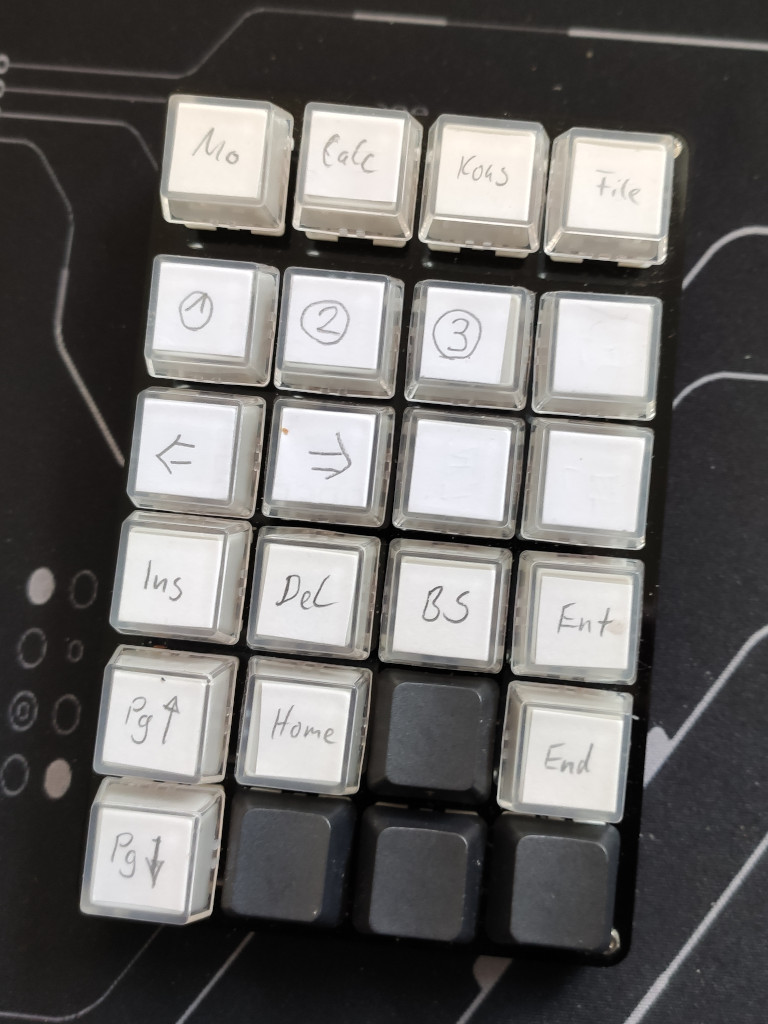 Mo Calc Kons File
① ② ③
← ⇒
Ins Del BS Ent
Pg↑ Home End
Pg↓